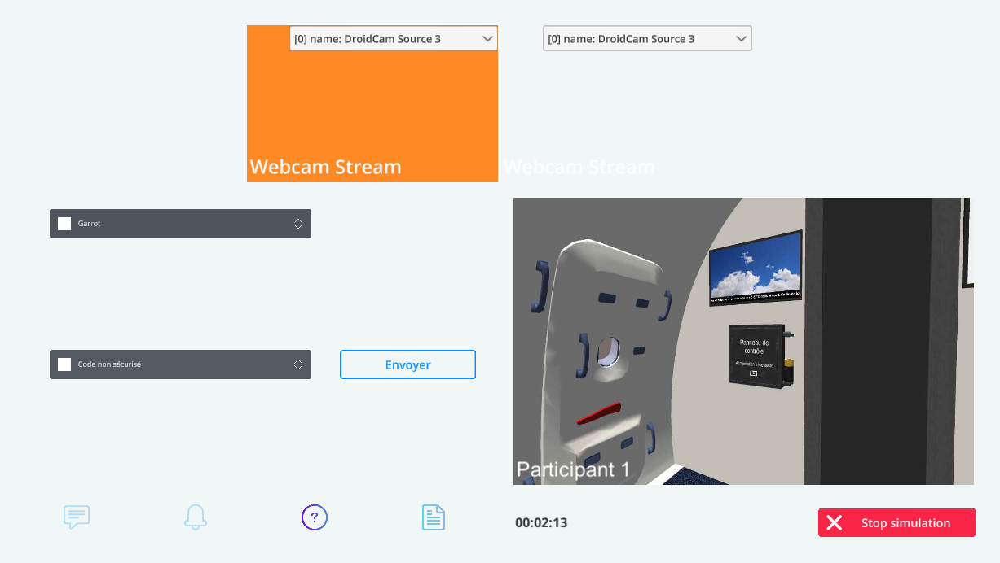 [0] name: DroidCam Source 3
[0] name: DroidCam Source 3
Webcam Stream
Webcam Stream
Garrot
Code non sécurisé
Envoyer
Panneau de
contrôle
Participant 1
?
00:02:13
Stop simulation